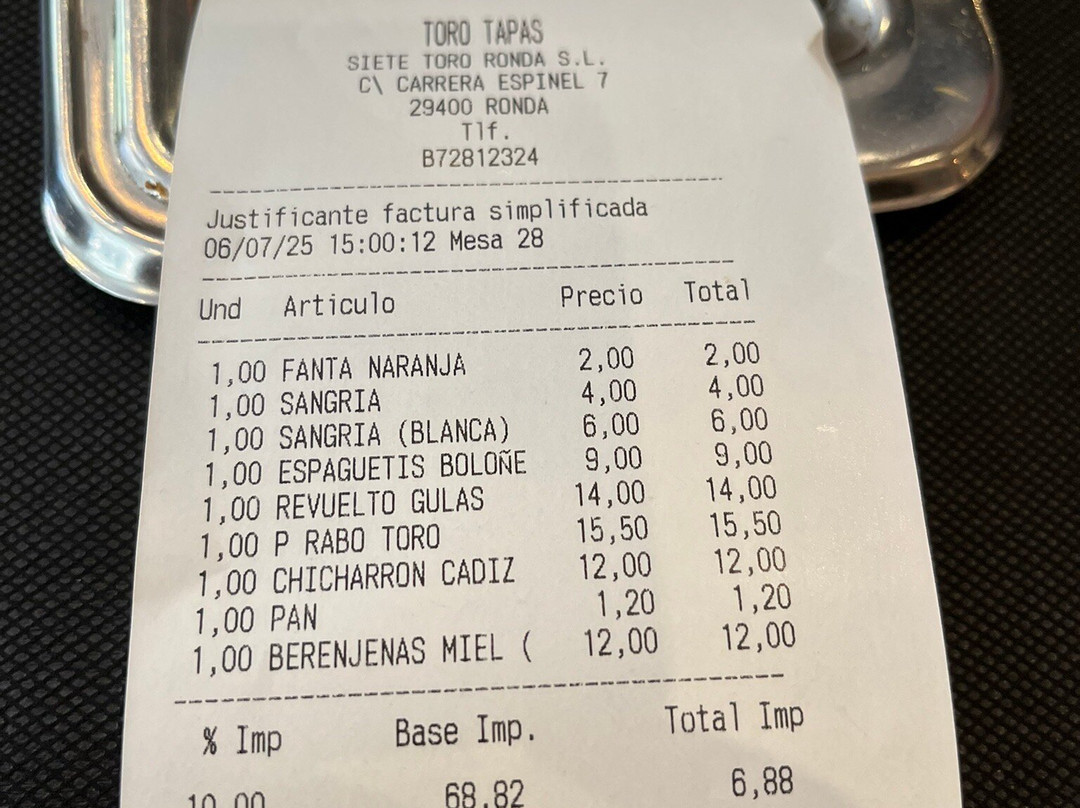 TORO TAPAS
SIETE TORO RONDA S.L.
C\ CARRERA ESPINEL 7
29400 RONDA
Tlf.
B72812324
Justificante factura simplificada
06/07/25 15:00:12 Mesa 28
Und Articulo Precio Total
1,00 FANTA NARANJA 2,00 2,00
1,00 SANGRIA 4,00 4,00
1,00 SANGRIA (BLANCA) 6,00 6,00
1,00 ESPAGUETIS BOLOÑE 9,00 9,00
1,00 REVUELTO GULAS 14,00 14,00
1,00 P RABO TORO 15,50 15,50
1,00 CHICHARRON CADIZ 12,00 12,00
1,00 PAN 1,20 1,20
1,00 BERENJENAS MIEL ( 12,00 12,00
% Imp Base Imp. Total Imp
10,00 68,82 6,88